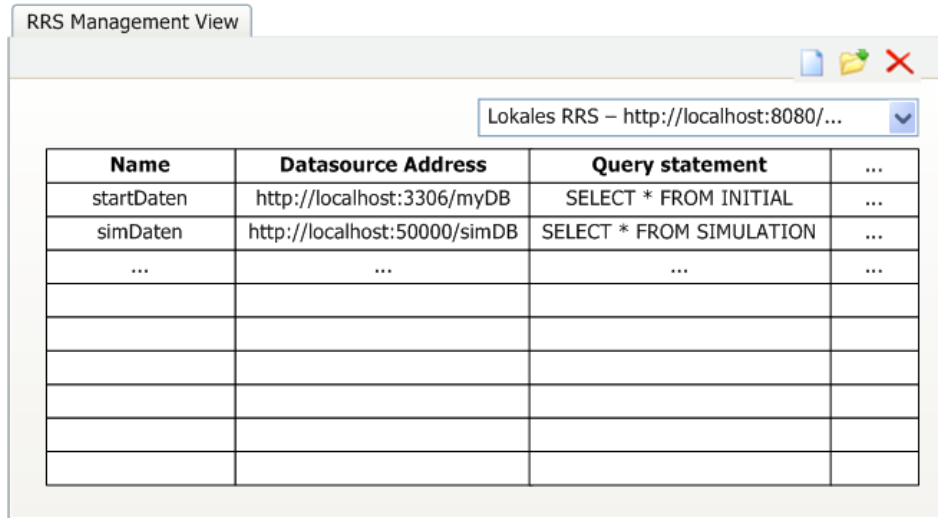 RRS Management View
Lokales RRS – http://localhost:8080/...
Name Datasource Address Query statement ...
startDaten http://localhost:3306/myDB SELECT * FROM INITIAL ...
simDaten http://localhost:50000/simDB SELECT * FROM SIMULATION ...
... ... ... ...